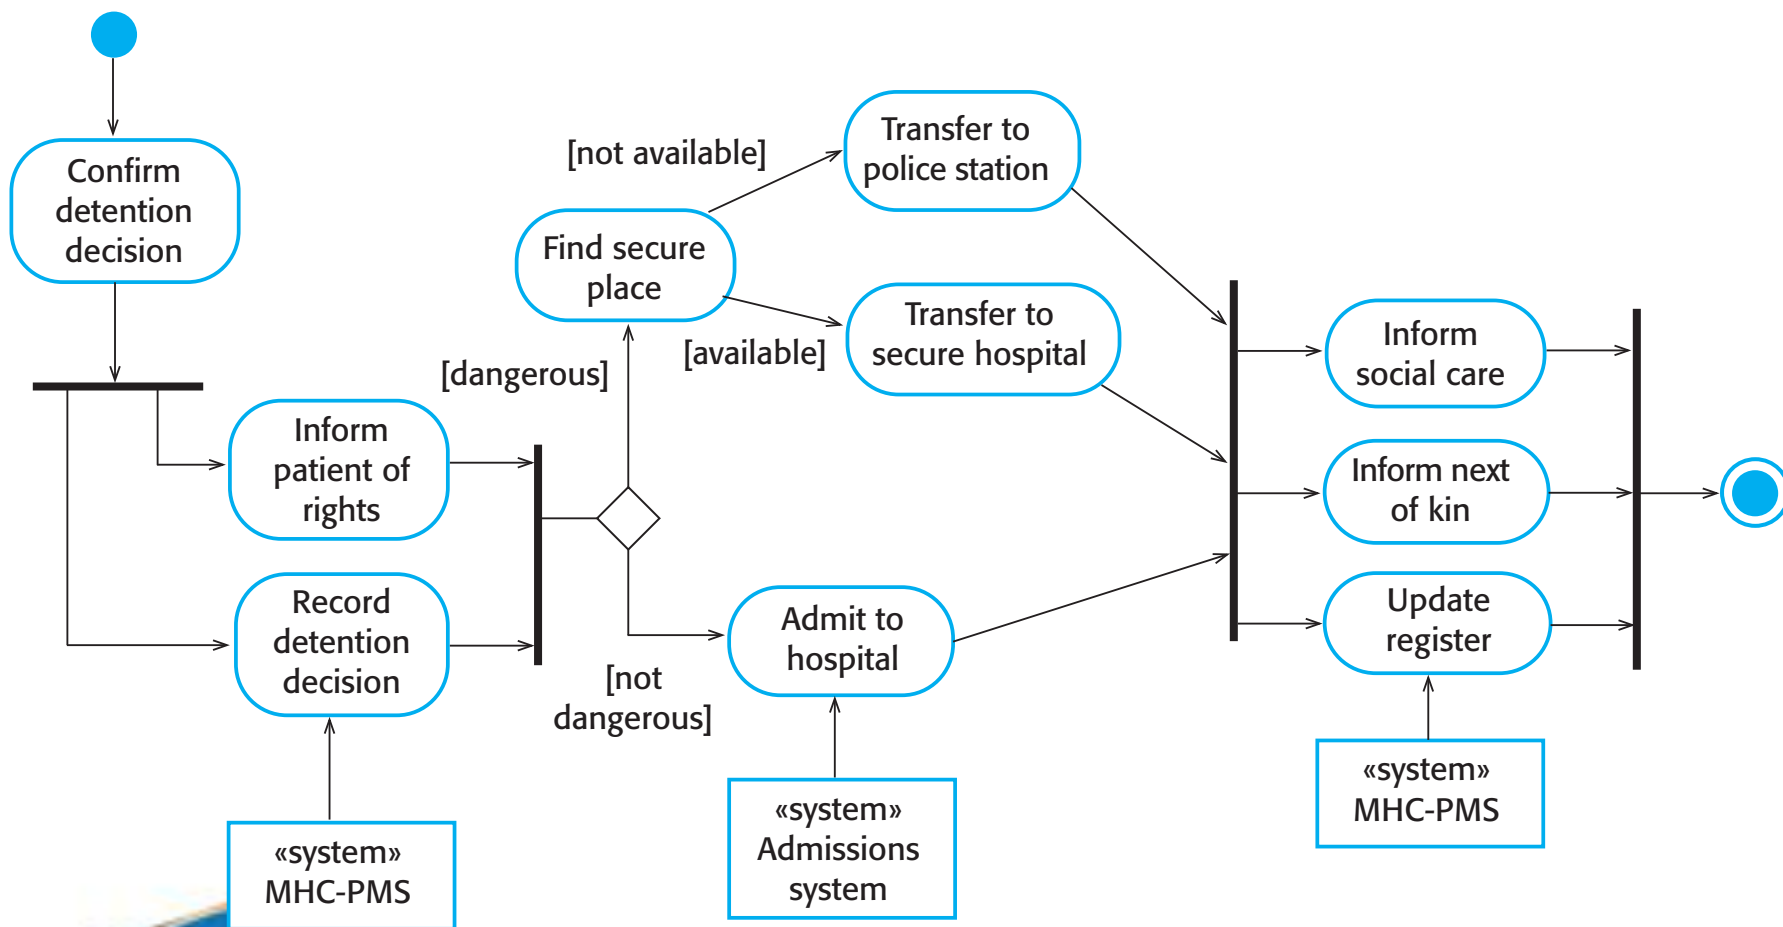 Confirm
detention
decision
Inform
patient of
rights
Record
detention
decision
«system»
MHC-PMS
[dangerous]
[not
dangerous]
Find secure
place
[not available]
[available]
Transfer to
police station
Transfer to
secure hospital
Admit to
hospital
«system»
Admissions
system
Inform
social care
Inform next
of kin
Update
register
«system»
MHC-PMS